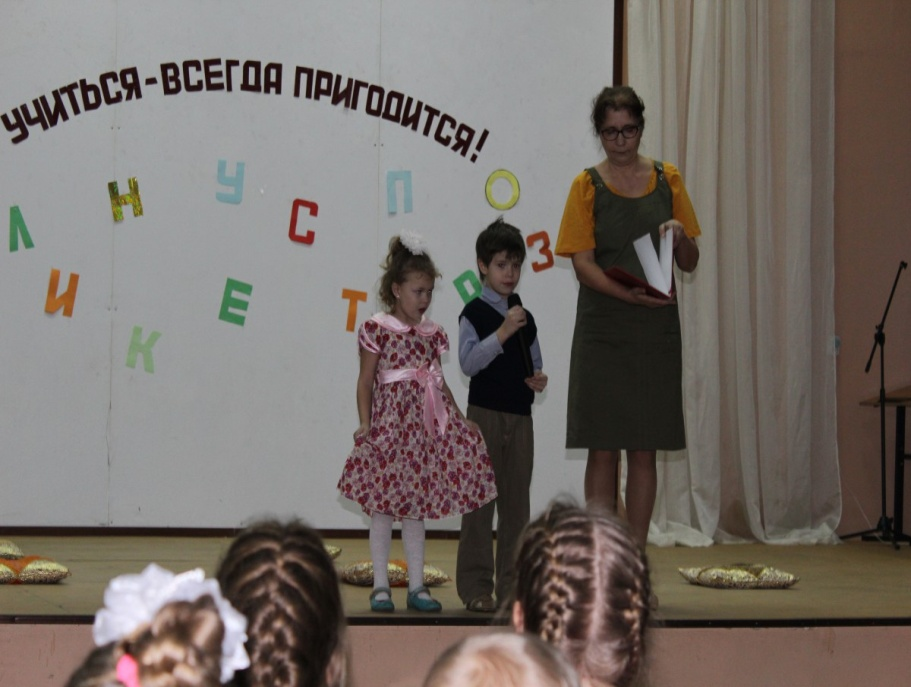 УЧИТЬСЯ-ВСЕГДА ПРИГОДИТСЯ!
Л Н У С П О З
И К Е Т